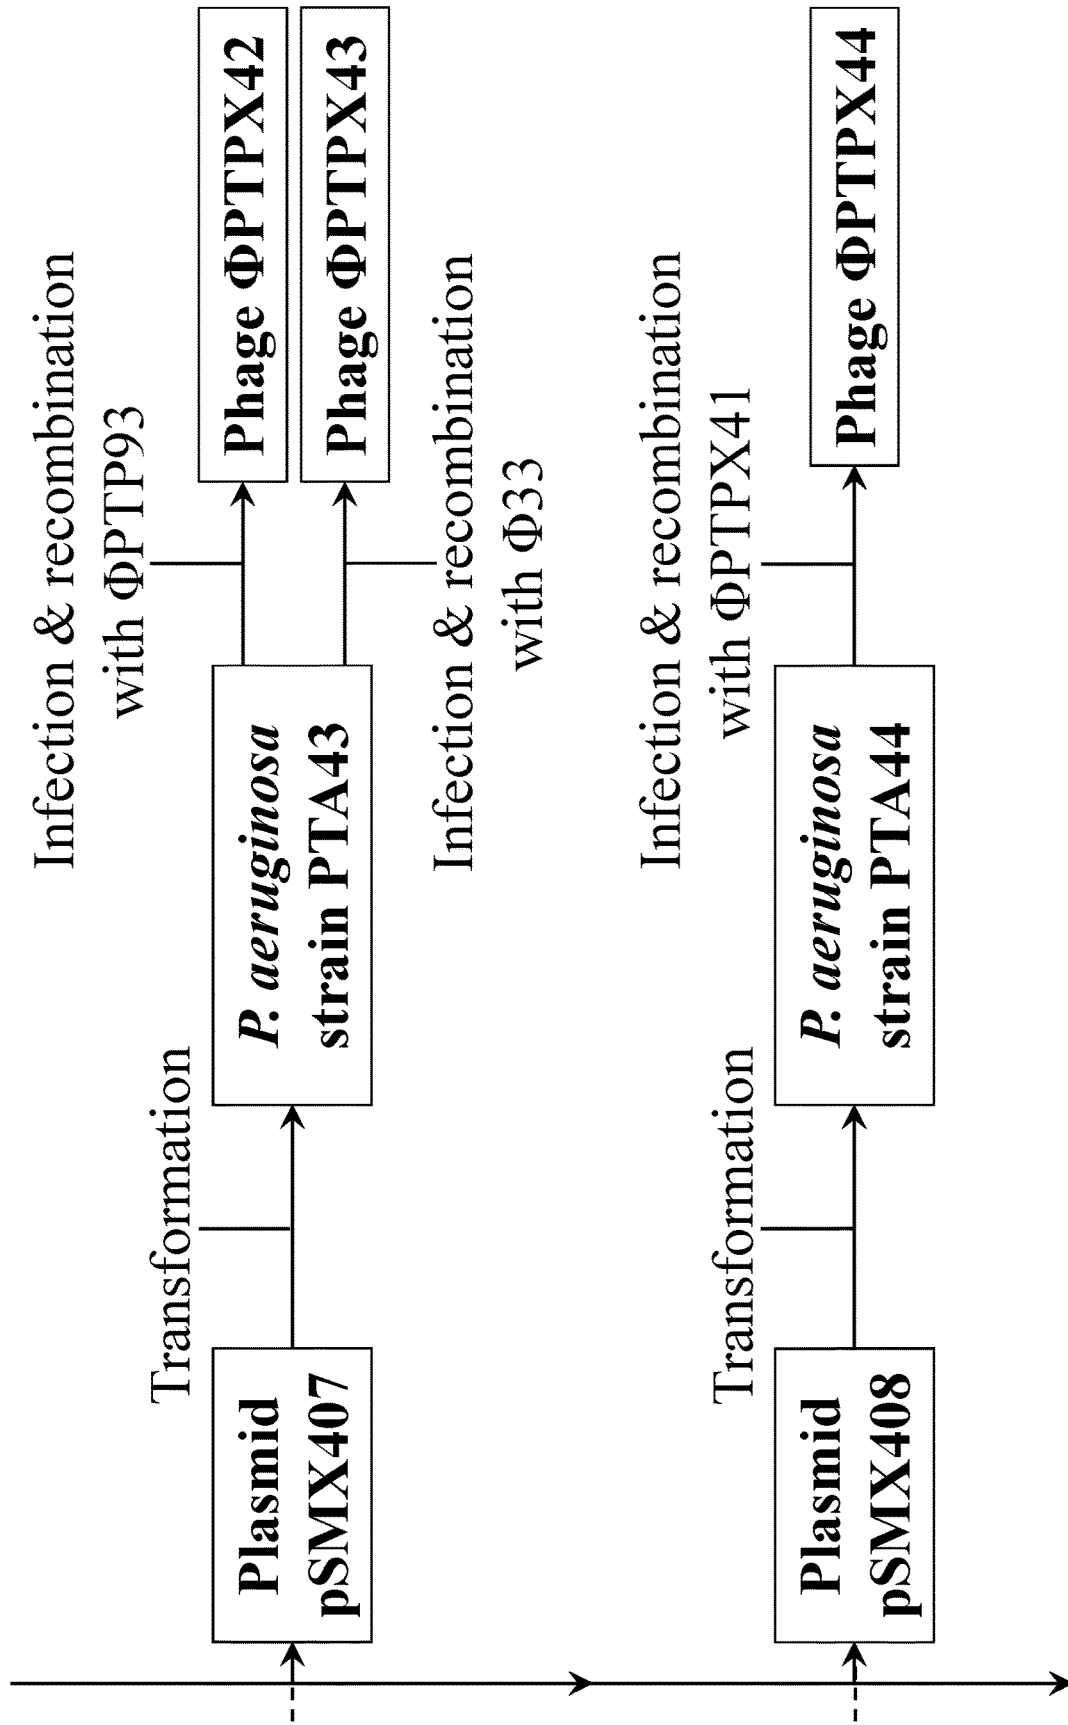 Infection & recombination
with ΦPTP93
Transformation
Plasmid
pSMX407
P. aeruginosa
strain PTA43
Phage ΦPTPX42
Phage ΦPTPX43
Infection & recombination
with Φ33
Infection & recombination
with ΦPTPX41
Transformation
Plasmid
pSMX408
P. aeruginosa
strain PTA44
Phage ΦPTPX44